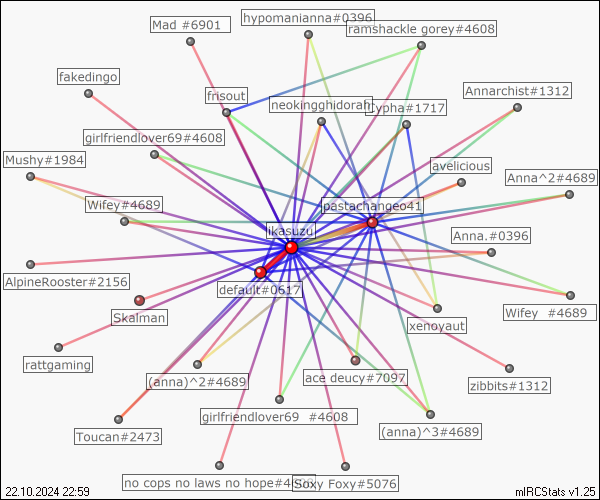 hypomanianna#0396
Mad #6901
ramshackle gorey#4608
fakedingo
Annarchist#1312
frisout
neokingghidorah
Cypha#1717
girlfriendlover69#4608
Mushy#1984
avelicious
Anna^2#4689
Wifey#4689
pastachangeo41
ikasuzu
Anna.#0396
AlpineRooster#2156
default#0617
Skalman
Wifey #4689
xenoyaut
rattgaming
(anna)^2#4689
ace deucy#7097
zibbits#1312
girlfriendlover69 #4608
Toucan#2473
(anna)^3#4689
no cops no laws no hope
Soxy Foxy#5076
22.10.2024 22:59
mIRCStats v1.25